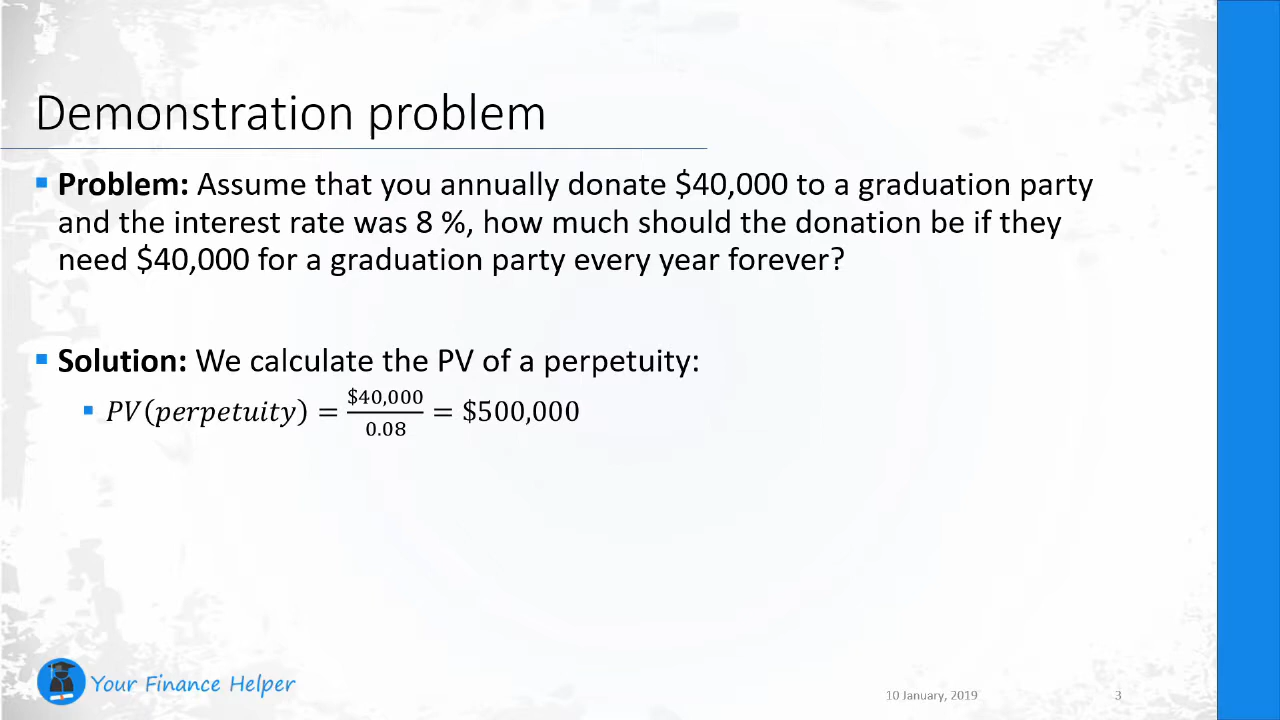 Demonstration problem
Problem: Assume that you annually donate $40,000 to a graduation party
and the interest rate was 8 %, how much should the donation be if they
need $40,000 for a graduation party every year forever?
Solution: We calculate the PV of a perpetuity:
PV(perpetuity) = $40,000 / 0.08 = $500,000
Your Finance Helper
10 January, 2019
3